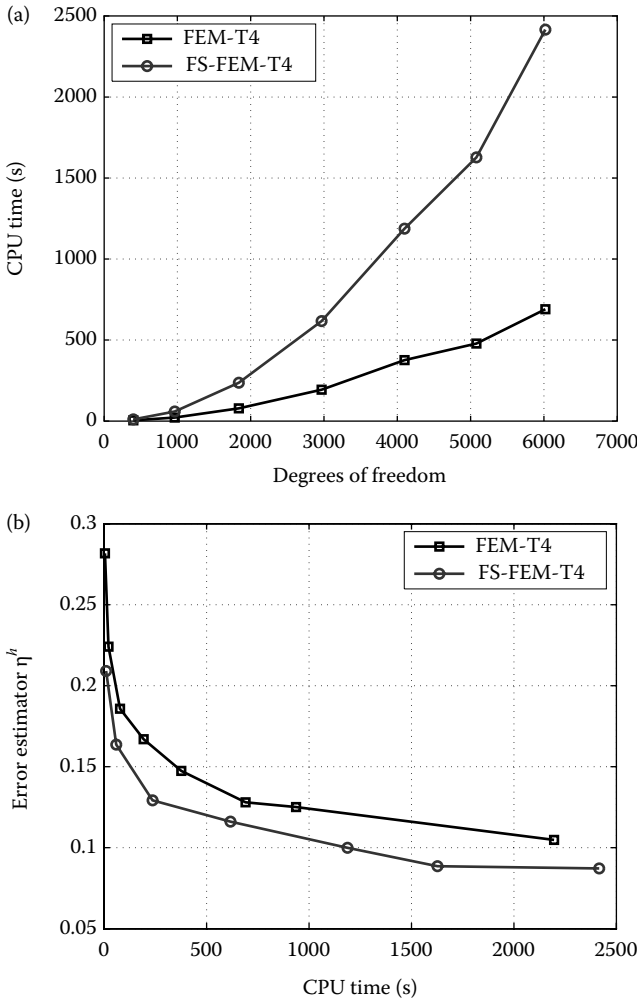 (a)
2500
2000
1500
1000
500
0
CPU time (s)
FEM-T4
FS-FEM-T4
0 1000 2000 3000 4000 5000 6000 7000
Degrees of freedom
(b)
0.3
0.25
0.2
0.15
0.1
0.05
Error estimator ηʰ
FEM-T4
FS-FEM-T4
0 500 1000 1500 2000 2500
CPU time (s)